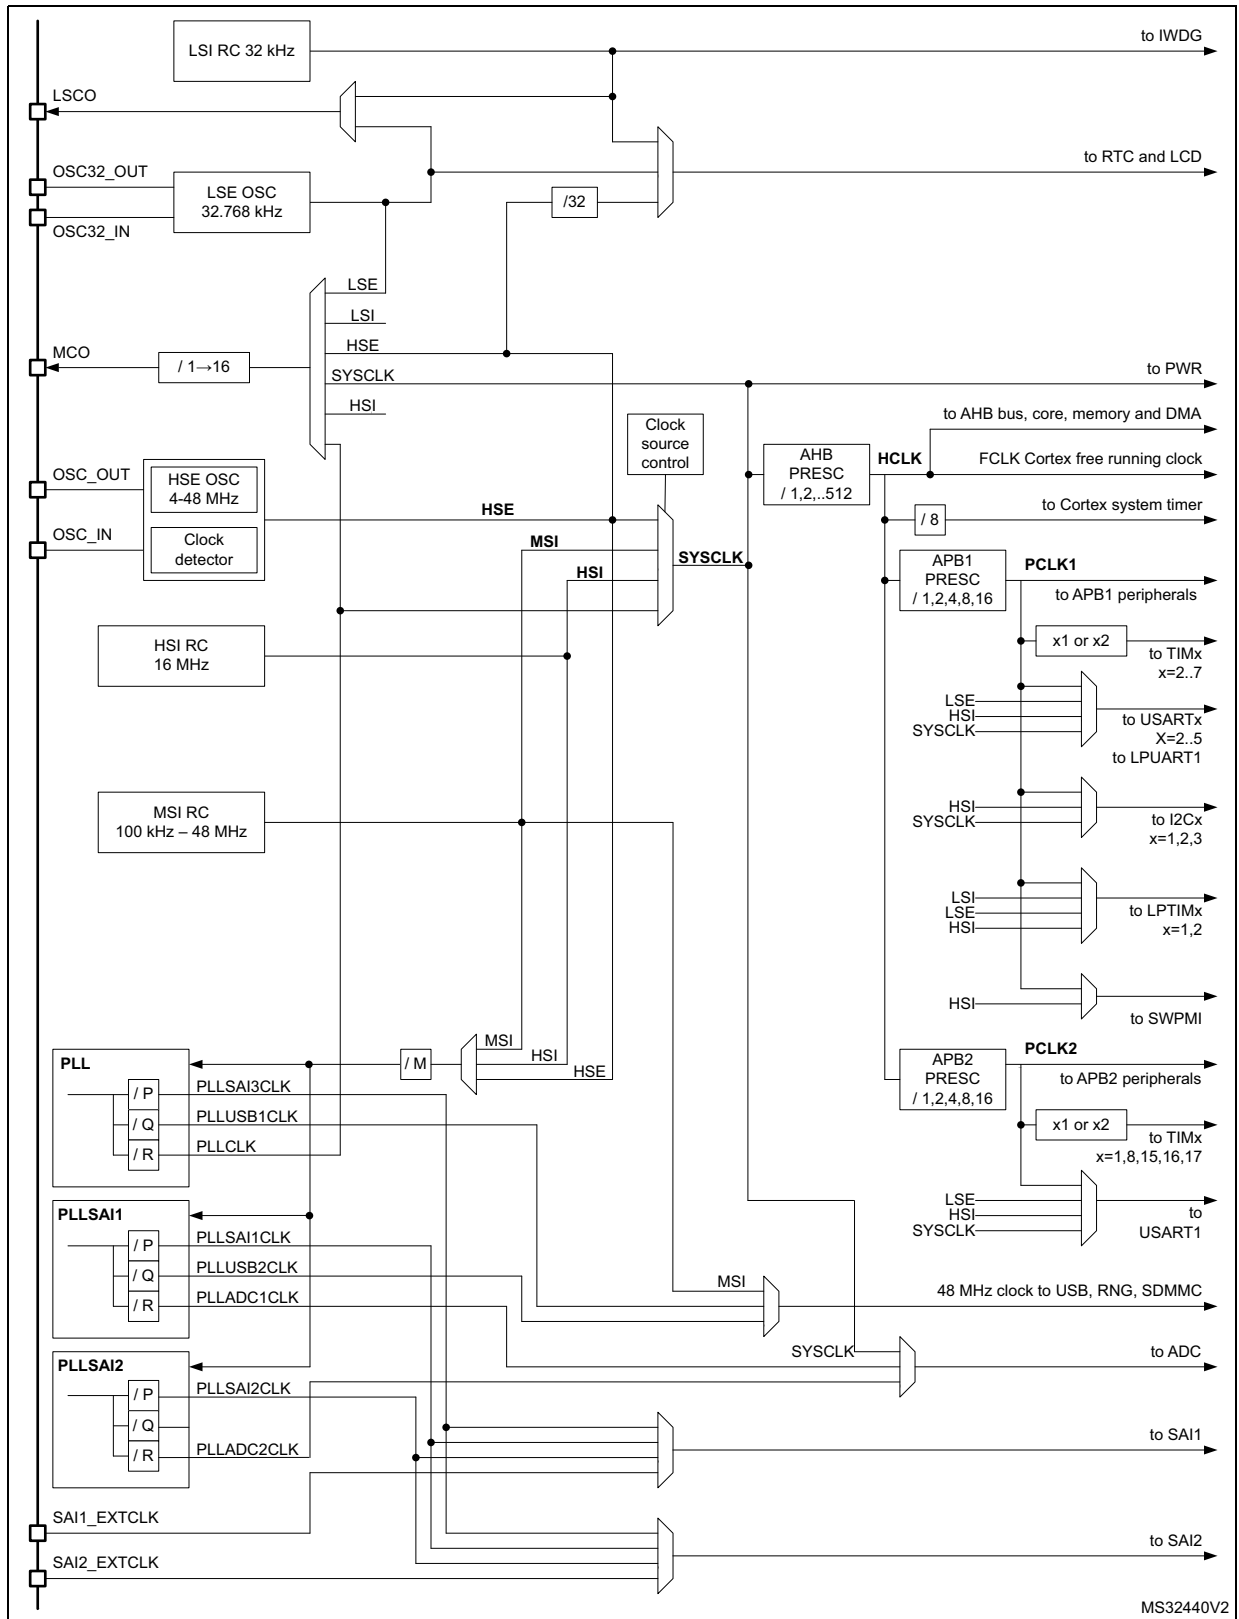 LSI RC 32 kHz
to IWDG
LSCO
OSC32_OUT
to RTC and LCD
LSE OSC
32.768 kHz
/32
OSC32_IN
LSE
LSI
HSE
MCO
/ 1→16
SYSCLK
to PWR
HSI
to AHB bus, core, memory and DMA
Clock
source
control
OSC_OUT
HSE OSC
4-48 MHz
AHB
PRESC
/ 1,2,..512
HCLK
FCLK Cortex free running clock
HSE
/ 8
to Cortex system timer
OSC_IN
Clock
detector
MSI
HSI
SYSCLK
APB1
PRESC
/ 1,2,4,8,16
PCLK1
to APB1 peripherals
HSI RC
16 MHz
x1 or x2
to TIMx
x=2..7
LSE
HSI
SYSCLK
to USARTx
X=2..5
to LPUART1
MSI RC
100 kHz – 48 MHz
HSI
SYSCLK
to I2Cx
x=1,2,3
LSI
LSE
HSI
to LPTIMx
x=1,2
HSI
to SWPMI
PLL
/ M
MSI
HSI
HSE
APB2
PRESC
/ 1,2,4,8,16
PCLK2
to APB2 peripherals
/ P
PLLSAI3CLK
/ Q
PLLUSB1CLK
/ R
PLLCLK
x1 or x2
to TIMx
x=1,8,15,16,17
PLLSAI1
LSE
HSI
SYSCLK
to
USART1
/ P
PLLSAI1CLK
/ Q
PLLUSB2CLK
/ R
PLLADC1CLK
MSI
48 MHz clock to USB, RNG, SDMMC
PLLSAI2
SYSCLK
to ADC
/ P
PLLSAI2CLK
/ Q
/ R
PLLADC2CLK
to SAI1
SAI1_EXTCLK
to SAI2
SAI2_EXTCLK
MS32440V2